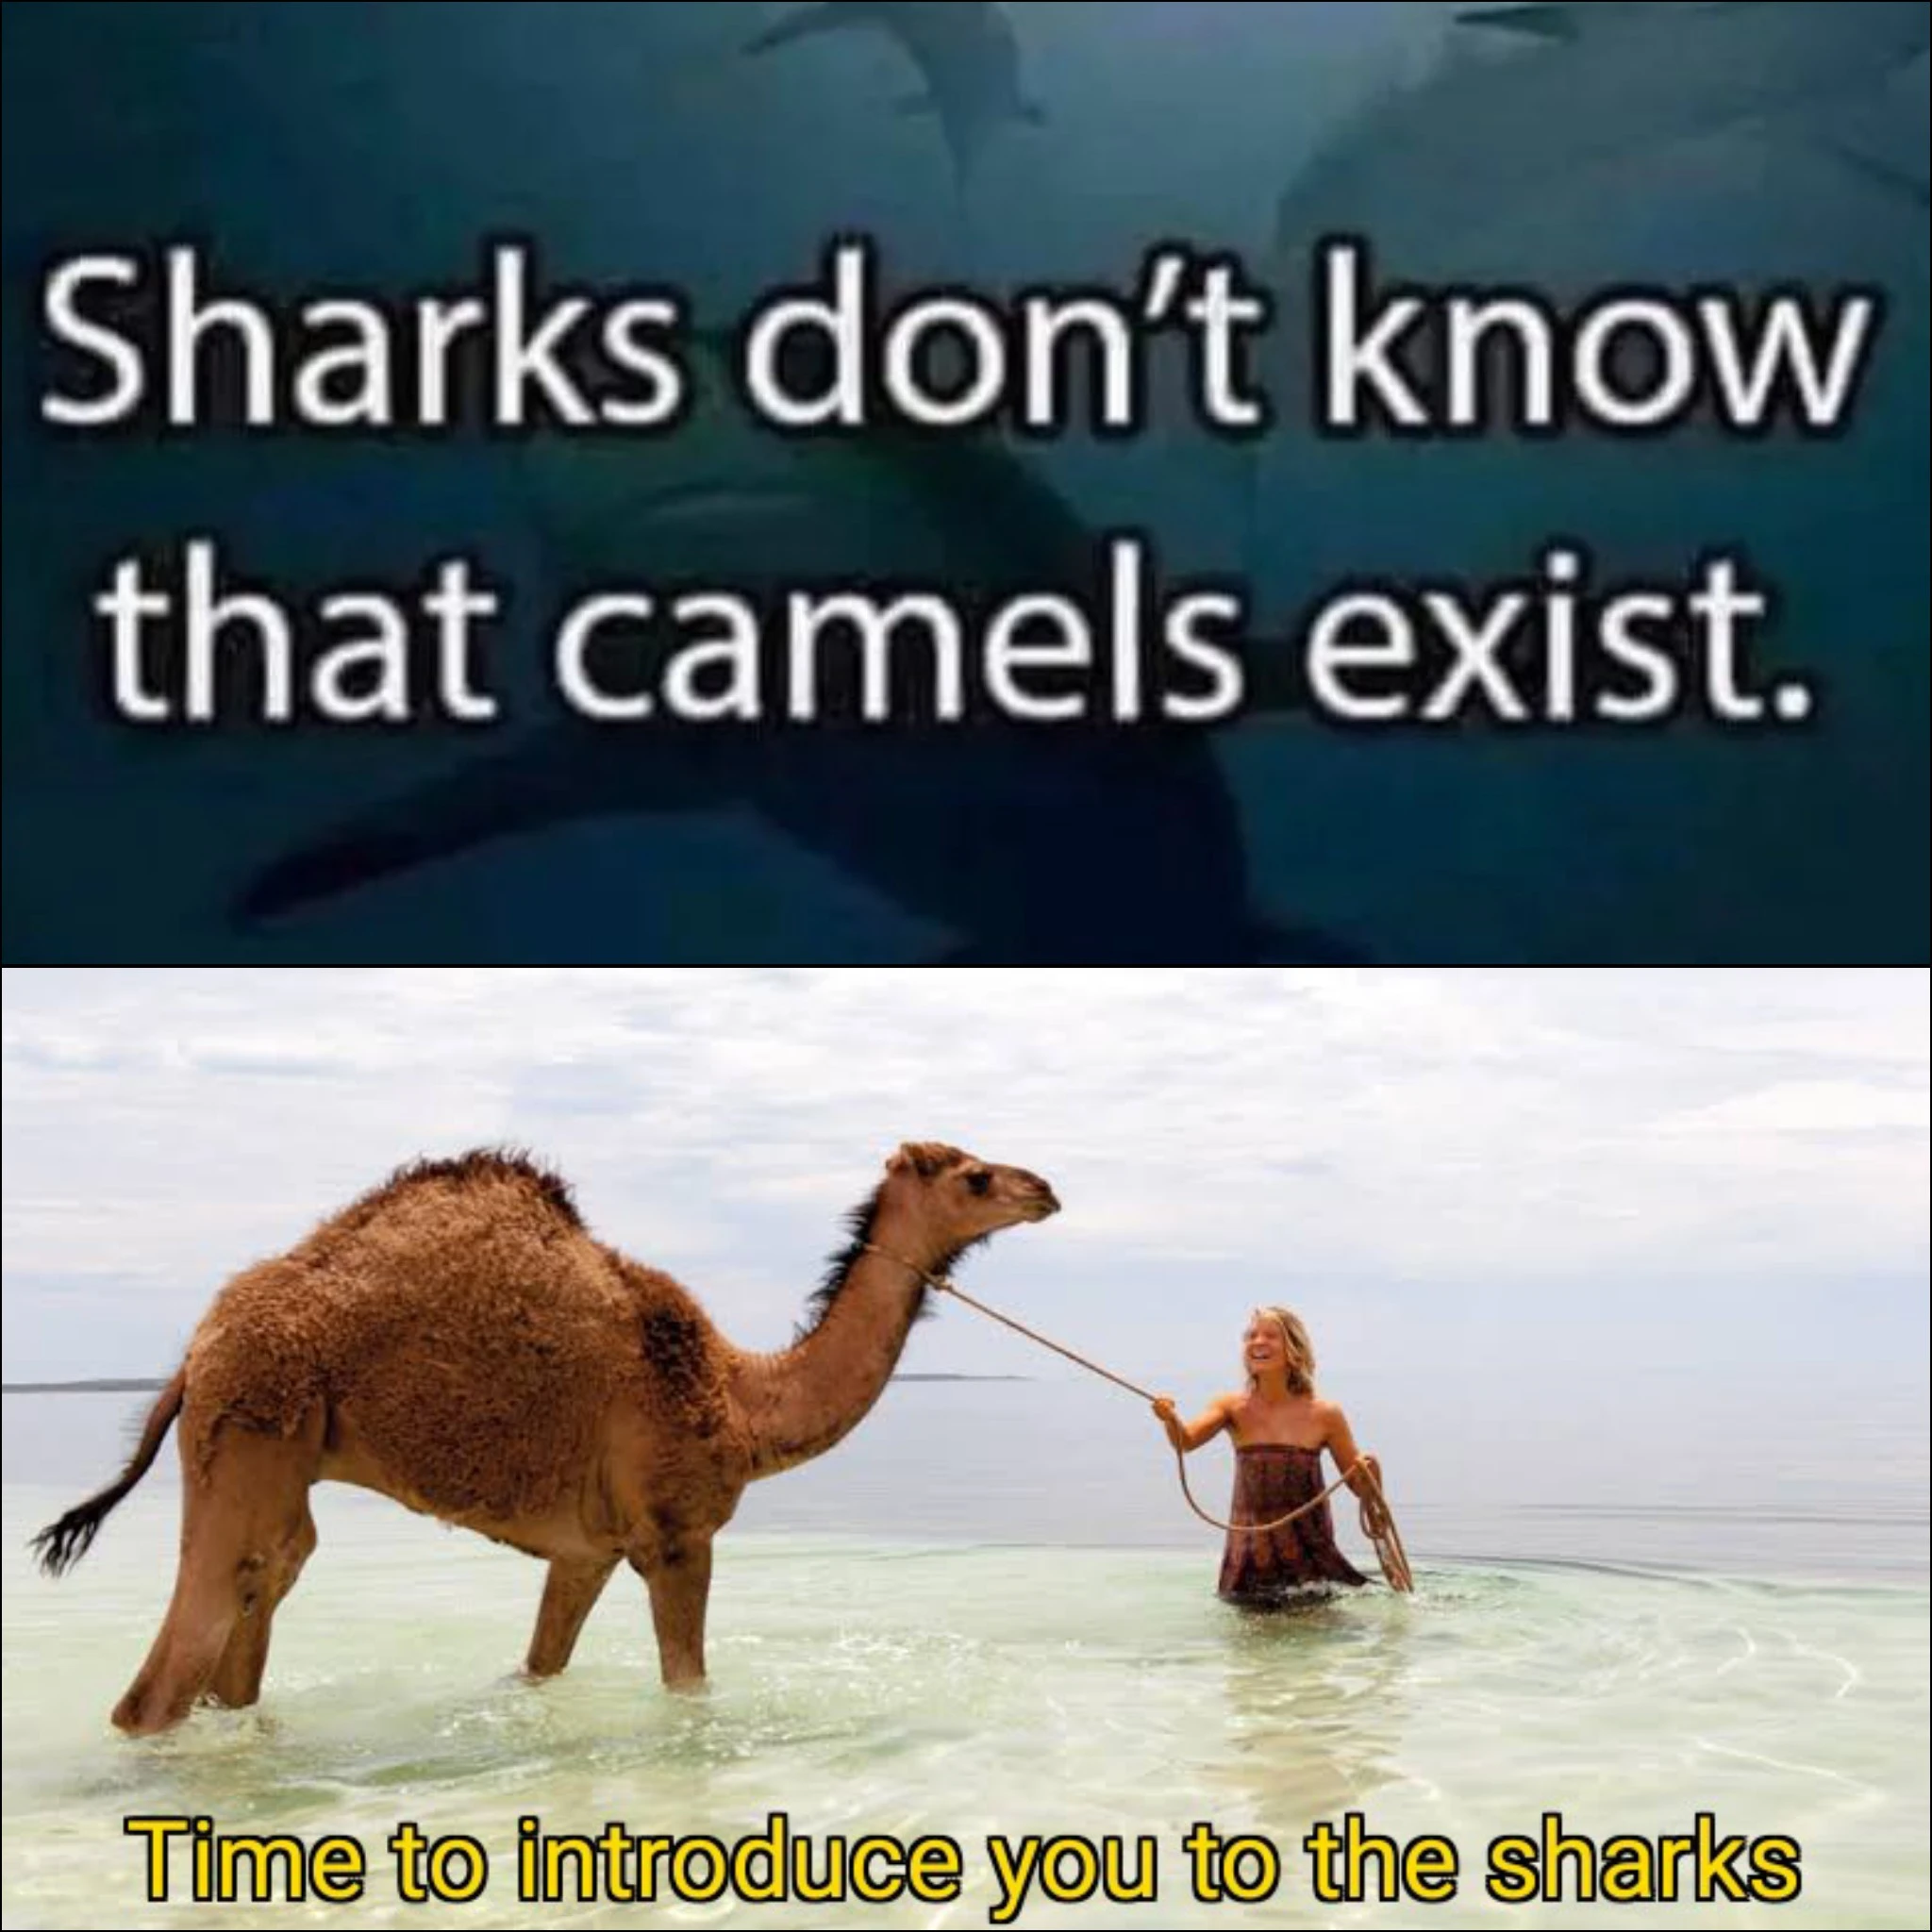 Sharks don’t know
that camels exist.
Time to introduce you to the sharks